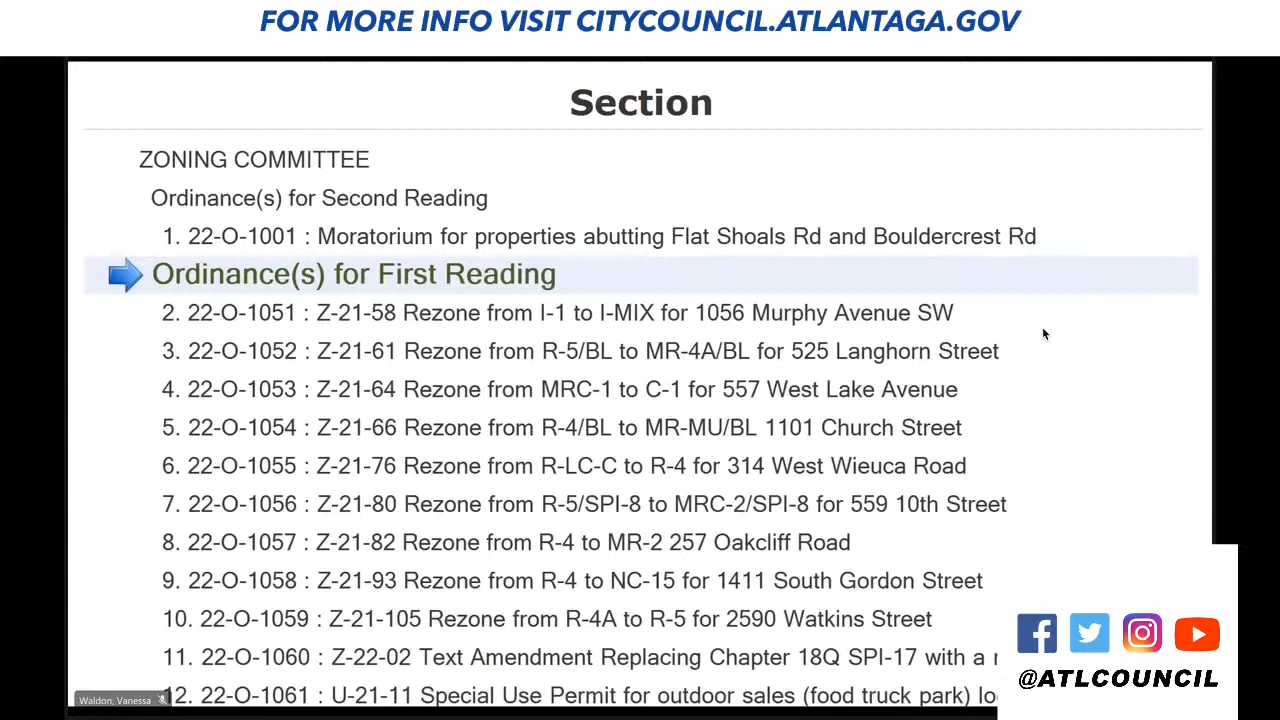 FOR MORE INFO VISIT CITYCOUNCIL.ATLANTAGA.GOV
Section
ZONING COMMITTEE
Ordinance(s) for Second Reading
1. 22-O-1001 : Moratorium for properties abutting Flat Shoals Rd and Bouldercrest Rd
Ordinance(s) for First Reading
2. 22-O-1051 : Z-21-58 Rezone from I-1 to I-MIX for 1056 Murphy Avenue SW
3. 22-O-1052 : Z-21-61 Rezone from R-5/BL to MR-4A/BL for 525 Langhorn Street
4. 22-O-1053 : Z-21-64 Rezone from MRC-1 to C-1 for 557 West Lake Avenue
5. 22-O-1054 : Z-21-66 Rezone from R-4/BL to MR-MU/BL 1101 Church Street
6. 22-O-1055 : Z-21-76 Rezone from R-LC-C to R-4 for 314 West Wieuca Road
7. 22-O-1056 : Z-21-80 Rezone from R-5/SPI-8 to MRC-2/SPI-8 for 559 10th Street
8. 22-O-1057 : Z-21-82 Rezone from R-4 to MR-2 257 Oakcliff Road
9. 22-O-1058 : Z-21-93 Rezone from R-4 to NC-15 for 1411 South Gordon Street
10. 22-O-1059 : Z-21-105 Rezone from R-4A to R-5 for 2590 Watkins Street
11. 22-O-1060 : Z-22-02 Text Amendment Replacing Chapter 18Q SPI-17 with a
12. 22-O-1061 : U-21-11 Special Use Permit for outdoor sales (food truck park)
Waldon, Vanessa
@ATLCOUNCIL